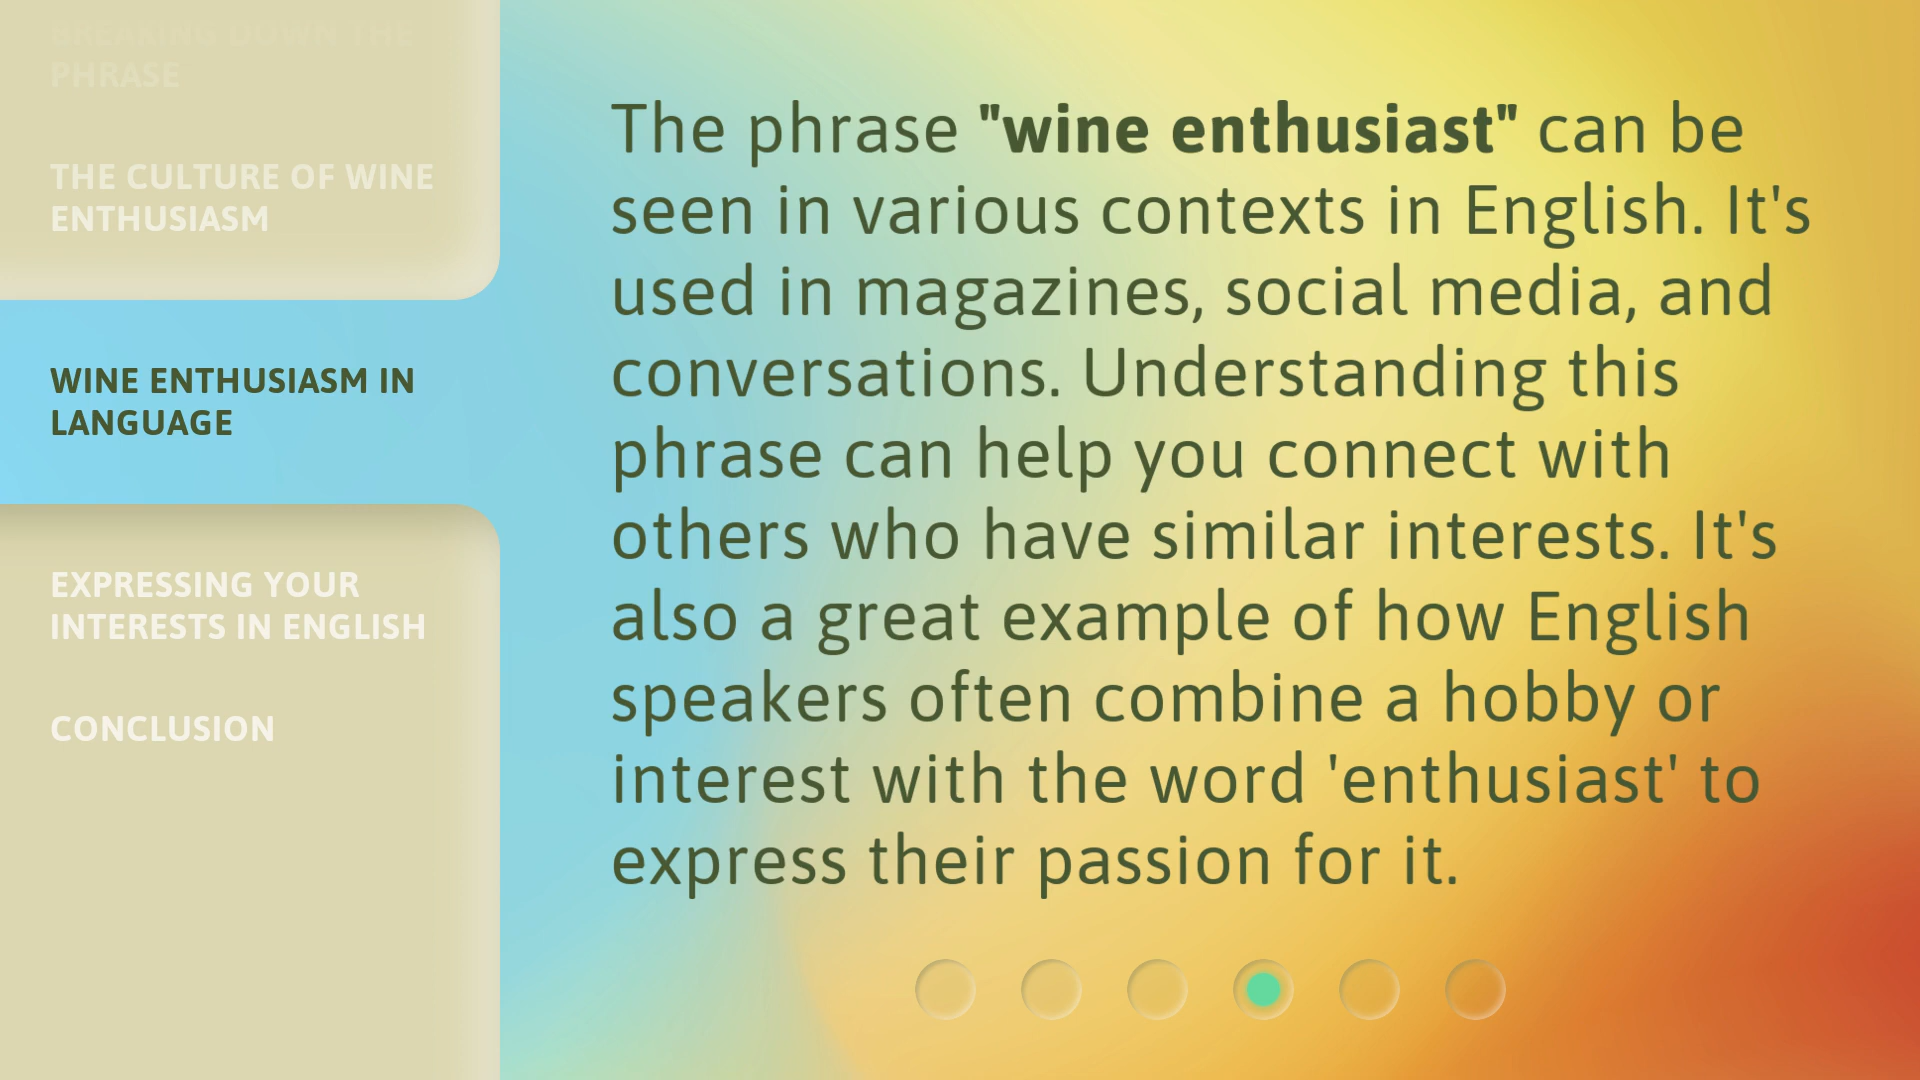 BREAKING DOWN THE
PHRASE
THE CULTURE OF WINE
ENTHUSIASM
WINE ENTHUSIASM IN
LANGUAGE
EXPRESSING YOUR
INTERESTS IN ENGLISH
CONCLUSION
The phrase "wine enthusiast" can be
seen in various contexts in English. It's
used in magazines, social media, and
conversations. Understanding this
phrase can help you connect with
others who have similar interests. It's
also a great example of how English
speakers often combine a hobby or
interest with the word 'enthusiast' to
express their passion for it.